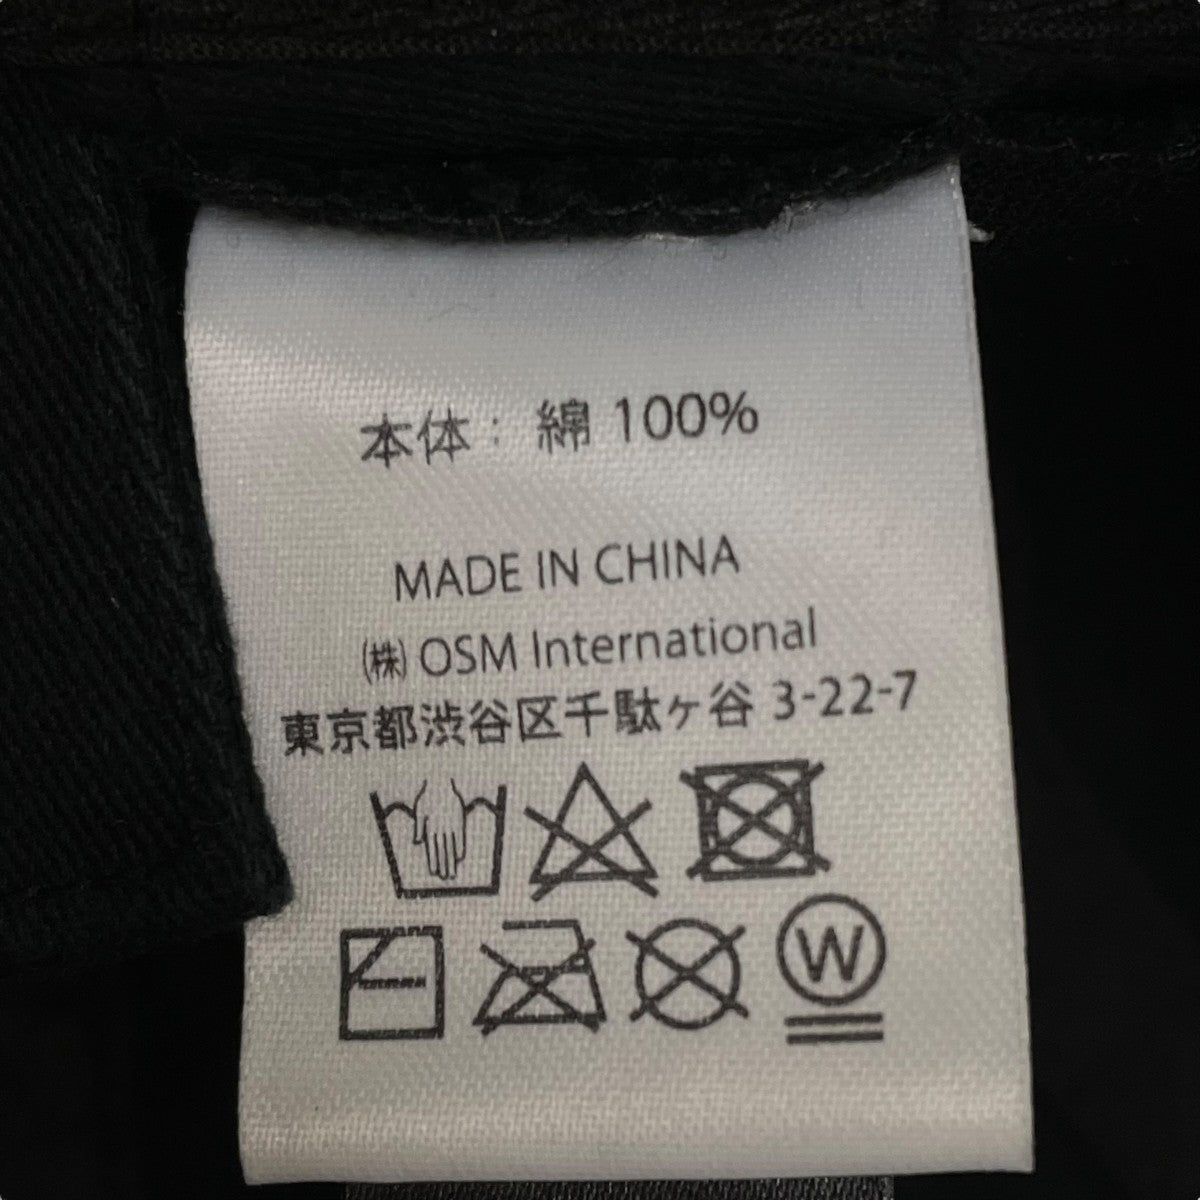 本体：綿 100%
MADE IN CHINA
㈱ OSM International
東京都渋谷区千駄ヶ谷 3-22-7
W